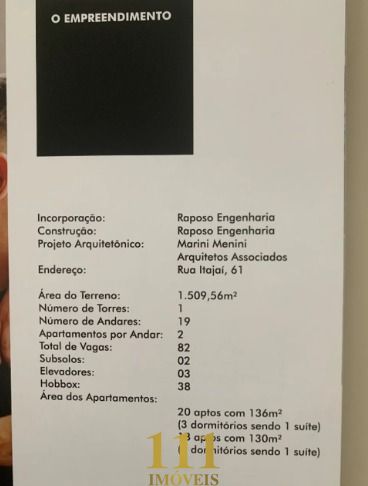 O EMPREENDIMENTO
Incorporação: Raposo Engenharia
Construção: Raposo Engenharia
Projeto Arquitetônico: Marini Menini
Arquitetos Associados
Endereço: Rua Itajaí, 61
Área do Terreno: 1.509,56m²
Número de Torres: 1
Número de Andares: 19
Apartamentos por Andar: 2
Total de Vagas: 82
Subsolos: 02
Elevadores: 03
Hobbox: 38
Área dos Apartamentos:
20 aptos com 136m²
(3 dormitórios sendo 1 suíte)
aptos com 130m²
dormitórios sendo 1 suíte)
111
IMÓVEIS